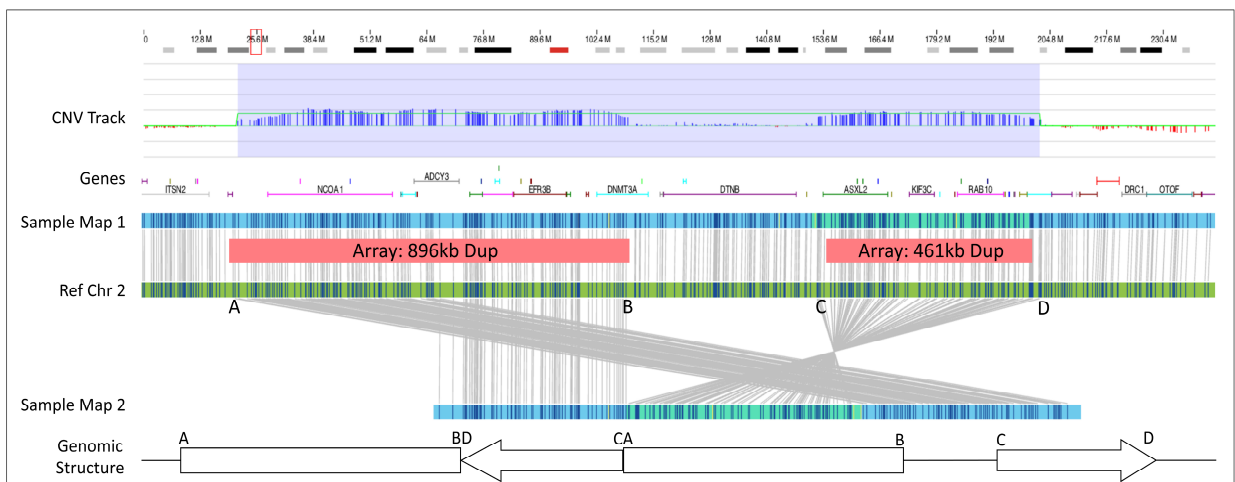 0 12.8 M 25.6 M 38.4 M 51.2 M 64 M 76.8 M 89.6 M 102.4 M 115.2 M 128 M 140.8 M 153.6 M 166.4 M 179.2 M 192 M 204.8 M 217.6 M 230.4 M
CNV Track
Genes
ADCY3
ITSN2 NCOA1 EFR3B DNMT3A DTNB ASXL2 KIF3C RAB10 DRC1 OTOF
Sample Map 1
Array: 896kb Dup Array: 461kb Dup
Ref Chr 2
A B C D
Sample Map 2
A BD CA B C D
Genomic
Structure